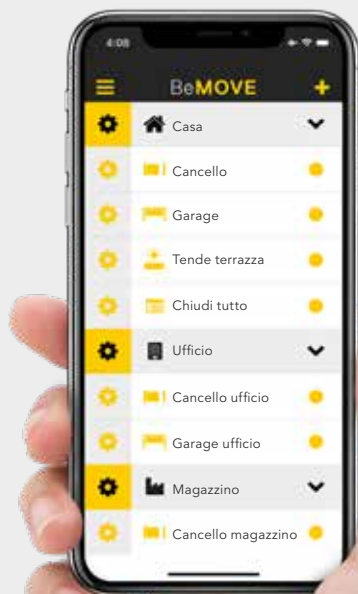 4:08
BeMOVE
Casa
Cancello
Garage
Tende terrazza
Chiudi tutto
Ufficio
Cancello ufficio
Garage ufficio
Magazzino
Cancello magazzino